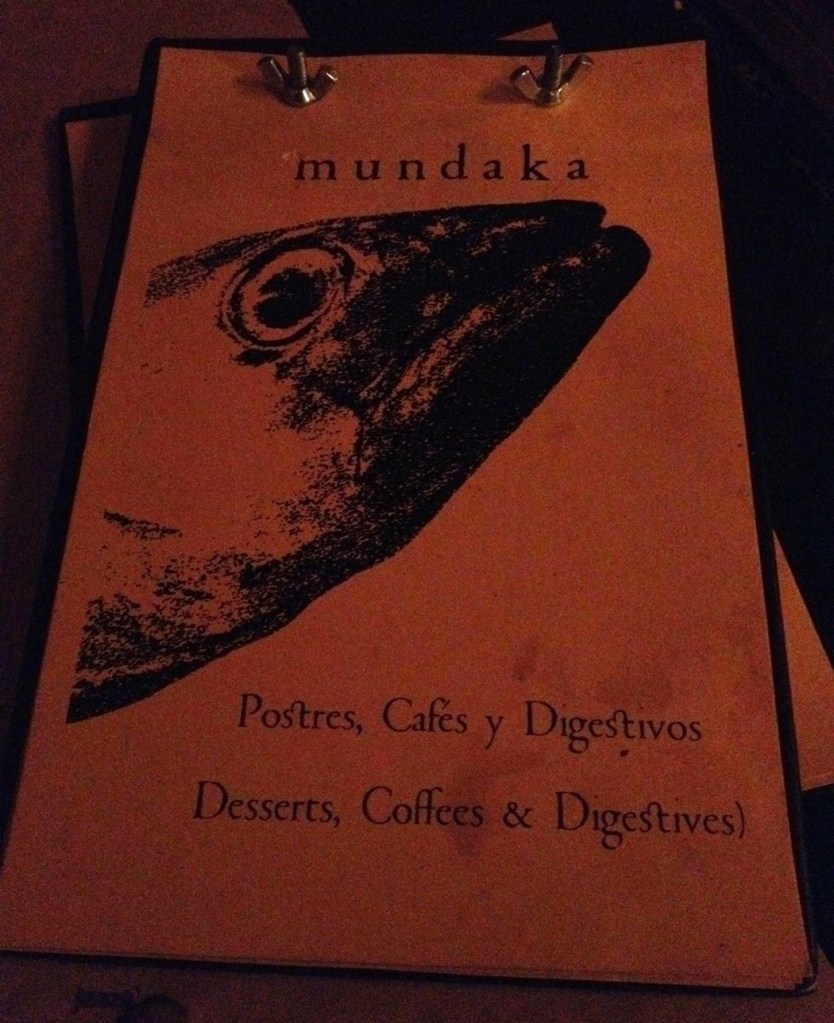 mundaka
Postres, Cafés y Digestivos
Desserts, Coffees & Digestives)